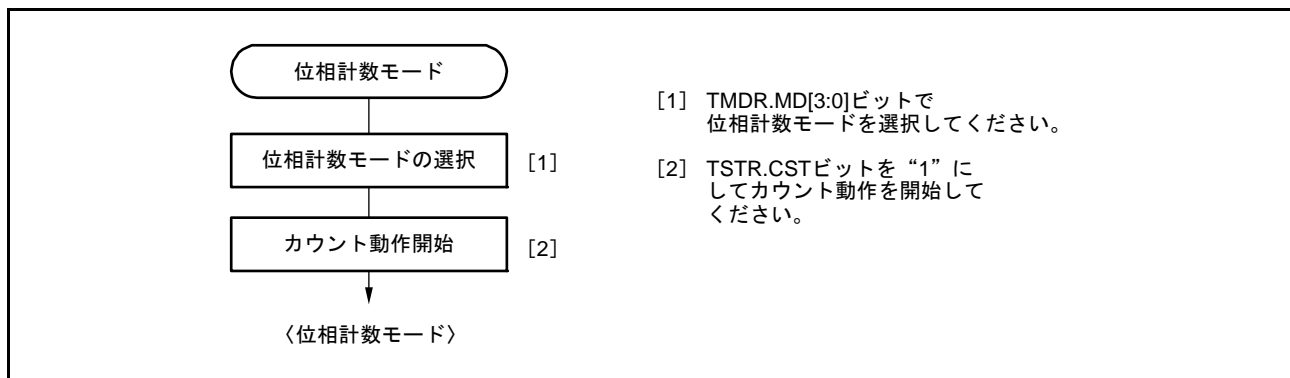 位相計数モード
位相計数モードの選択 [1]
カウント動作開始 [2]
〈位相計数モード〉
[1] TMDR.MD[3:0]ビットで
位相計数モードを選択してください。
[2] TSTR.CSTビットを“1”に
してカウント動作を開始して
ください。